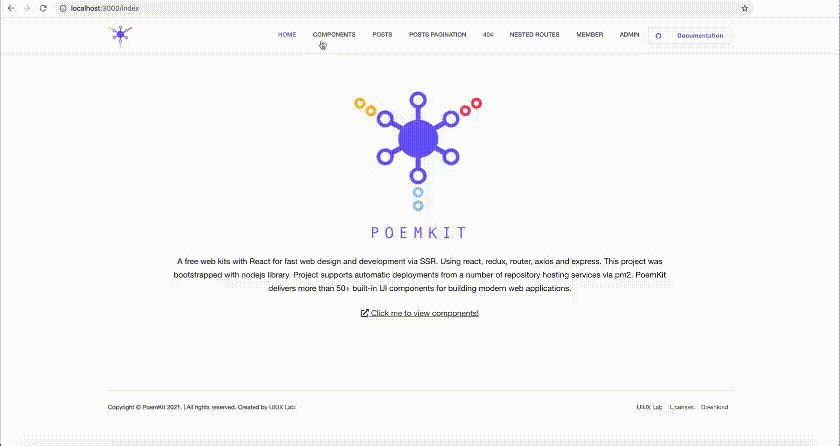 localhost:3000/index
HOME COMPONENTS POSTS POSTS PAGINATION 404 NESTED ROUTES MEMBER ADMIN Documentation
POEMKIT
A free web kits with React for fast web design and development via SSR. Using react, redux, router, axios and express. This project was
bootstrapped with nodejs library. Project supports automatic deployments from a number of repository hosting services via pm2. PoemKit
delivers more than 50+ built-in UI components for building modern web applications.
Click me to view components!
Copyright © PoemKit 2021. | All rights reserved. Created by UIUX Lab. UIUX Lab Licenses Downkind